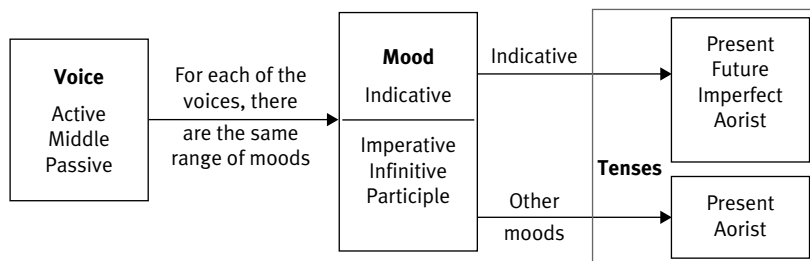 Voice
Active
Middle
Passive
For each of the
voices, there
are the same
range of moods
Mood
Indicative
Imperative
Infinitive
Participle
Indicative
Other
moods
Tenses
Present
Future
Imperfect
Aorist
Present
Aorist